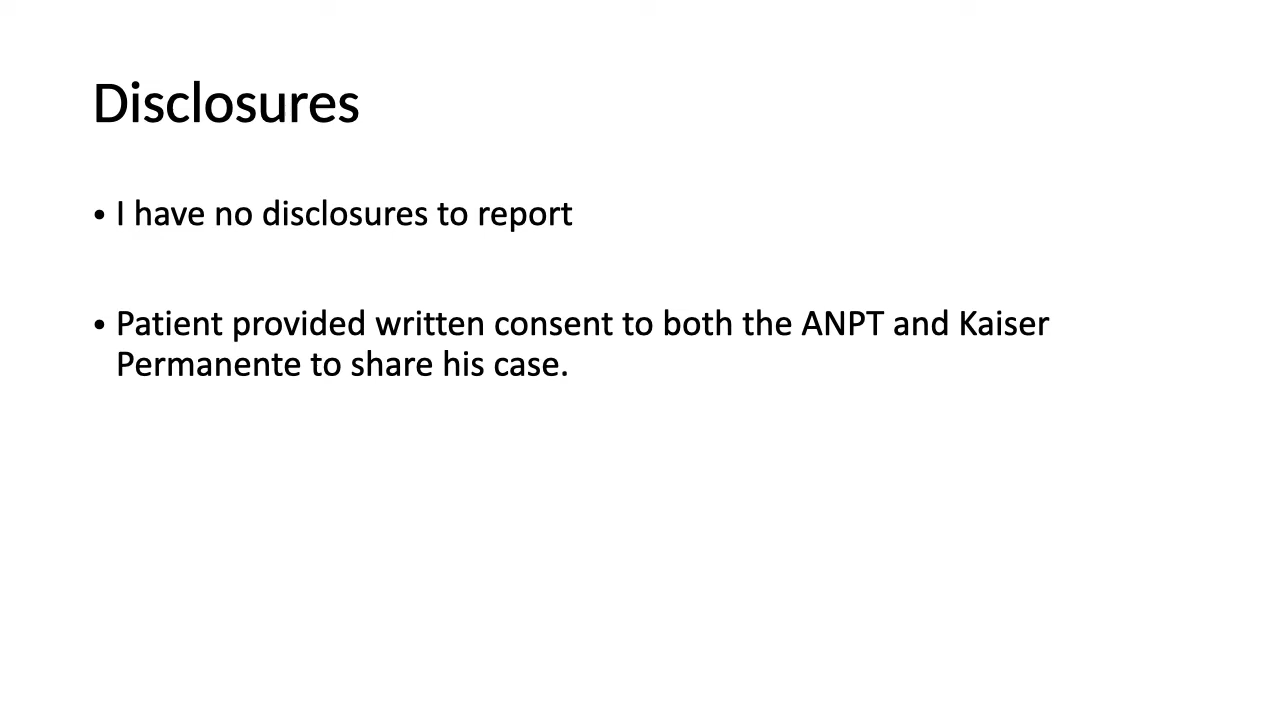 Disclosures
• I have no disclosures to report
• Patient provided written consent to both the ANPT and Kaiser
Permanente to share his case.